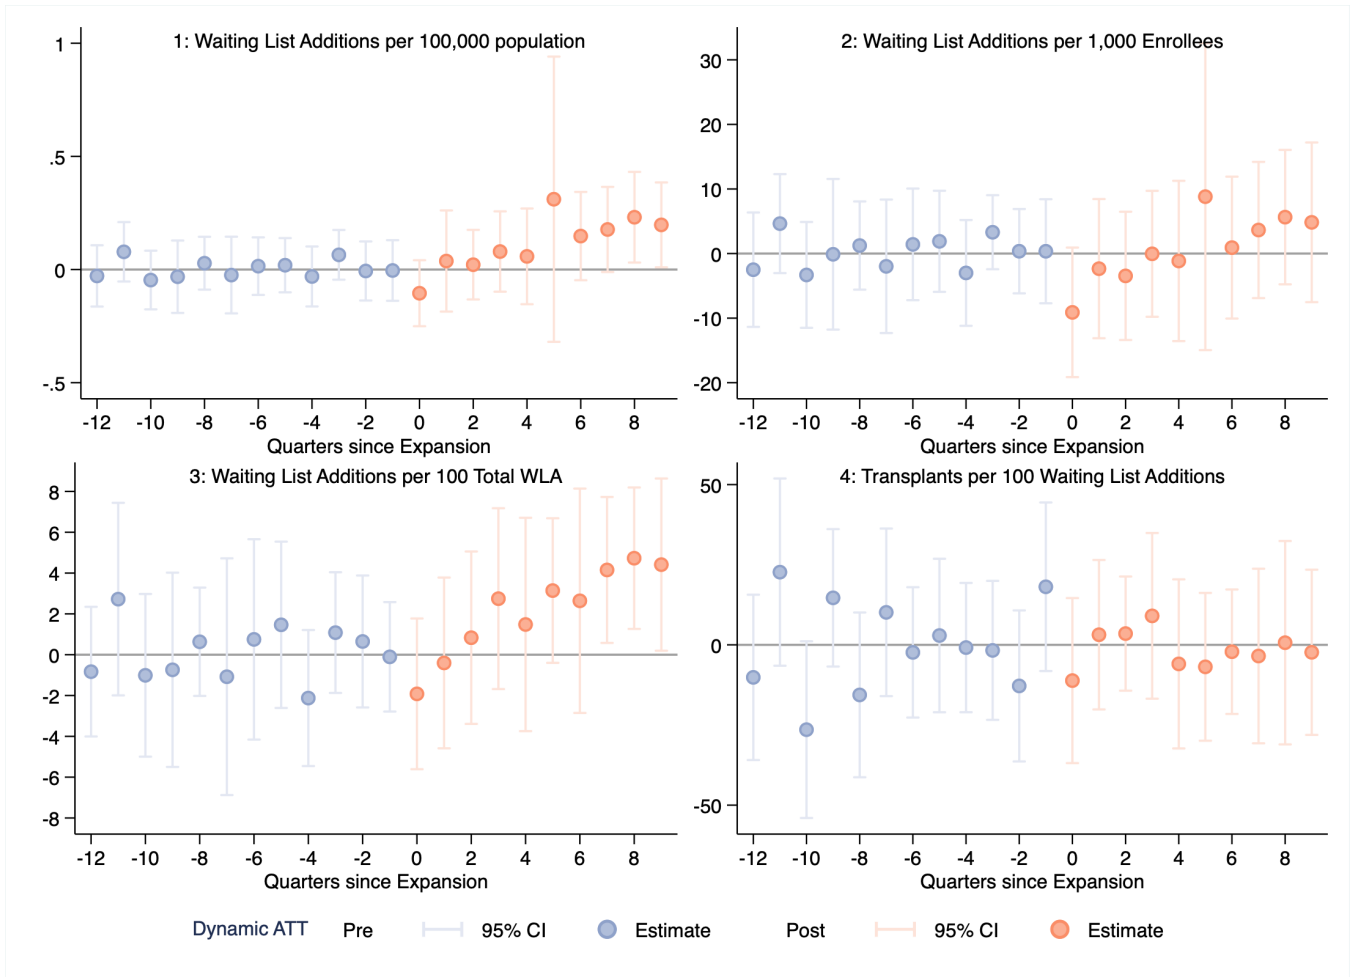 1: Waiting List Additions per 100,000 population
1
.5
0
-.5
-12 -10 -8 -6 -4 -2 0 2 4 6 8
Quarters since Expansion
2: Waiting List Additions per 1,000 Enrollees
30
20
10
0
-10
-20
-12 -10 -8 -6 -4 -2 0 2 4 6 8
Quarters since Expansion
3: Waiting List Additions per 100 Total WLA
8
6
4
2
0
-2
-4
-6
-8
-12 -10 -8 -6 -4 -2 0 2 4 6 8
Quarters since Expansion
4: Transplants per 100 Waiting List Additions
50
0
-50
-12 -10 -8 -6 -4 -2 0 2 4 6 8
Quarters since Expansion
Dynamic ATT Pre 95% CI Estimate Post 95% CI Estimate